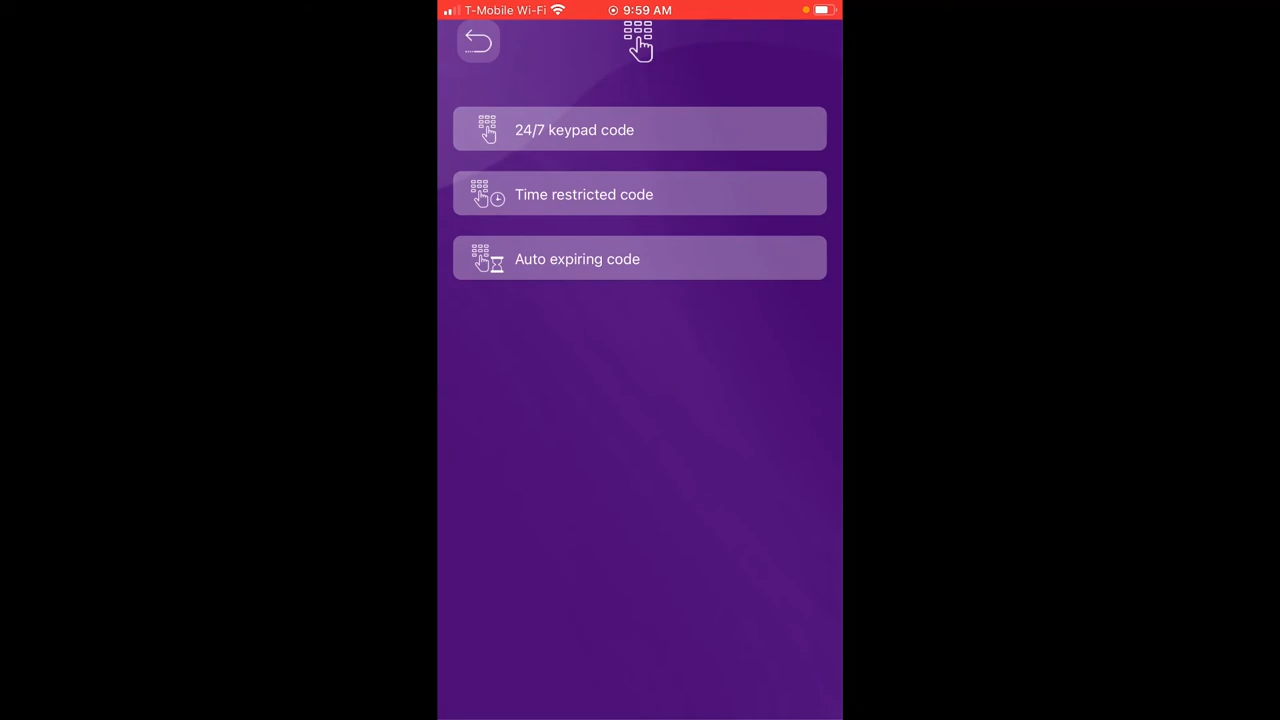 T-Mobile Wi-Fi 9:59 AM
24/7 keypad code
Time restricted code
Auto expiring code